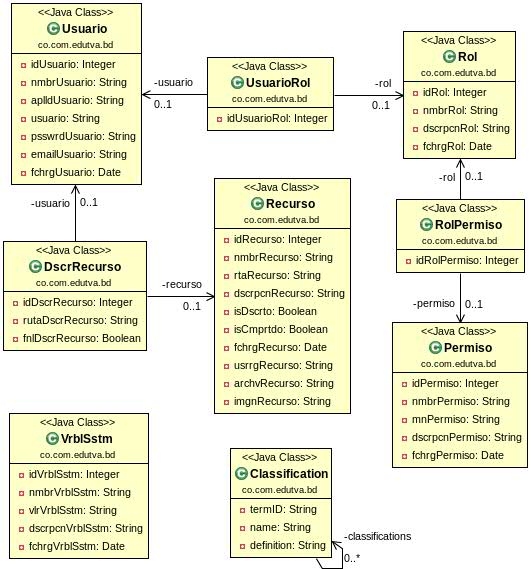 <<Java Class>>
Usuario
co.com.edutva.bd
idUsuario: Integer
nmbrUsuario: String
aplldUsuario: String
usuario: String
psswrdUsuario: String
emailUsuario: String
fchrgUsuario: Date
-usuario
0..1
<<Java Class>>
UsuarioRol
co.com.edutva.bd
idUsuarioRol: Integer
-rol
0..1
<<Java Class>>
Rol
co.com.edutva.bd
idRol: Integer
nmbrRol: String
dscrpcnRol: String
fchrgRol: Date
-usuario
0..1
<<Java Class>>
DscrRecurso
co.com.edutva.bd
idDscrRecurso: Integer
rutaDscrRecurso: String
fnlDscrRecurso: Boolean
-recurso
0..1
<<Java Class>>
Recurso
co.com.edutva.bd
idRecurso: Integer
nmbrRecurso: String
rtaRecurso: String
dscrpcnRecurso: String
isDscrto: Boolean
isCmprtdo: Boolean
fchrgRecurso: Date
usrrgRecurso: String
archvRecurso: String
imgnRecurso: String
-rol
0..1
<<Java Class>>
RolPermiso
co.com.edutva.bd
idRolPermiso: Integer
-permiso
0..1
<<Java Class>>
Permiso
co.com.edutva.bd
idPermiso: Integer
nmbrPermiso: String
mnPermiso: String
dscrpcnPermiso: String
fchrgPermiso: Date
<<Java Class>>
VrblSstm
co.com.edutva.bd
idVrblSstm: Integer
nmbrVrblSstm: String
vlrVrblSstm: String
dscrpcnVrblSstm: String
fchrgVrblSstm: Date
<<Java Class>>
Classification
co.com.edutva.bd
termID: String
name: String
definition: String
-classifications
0..*